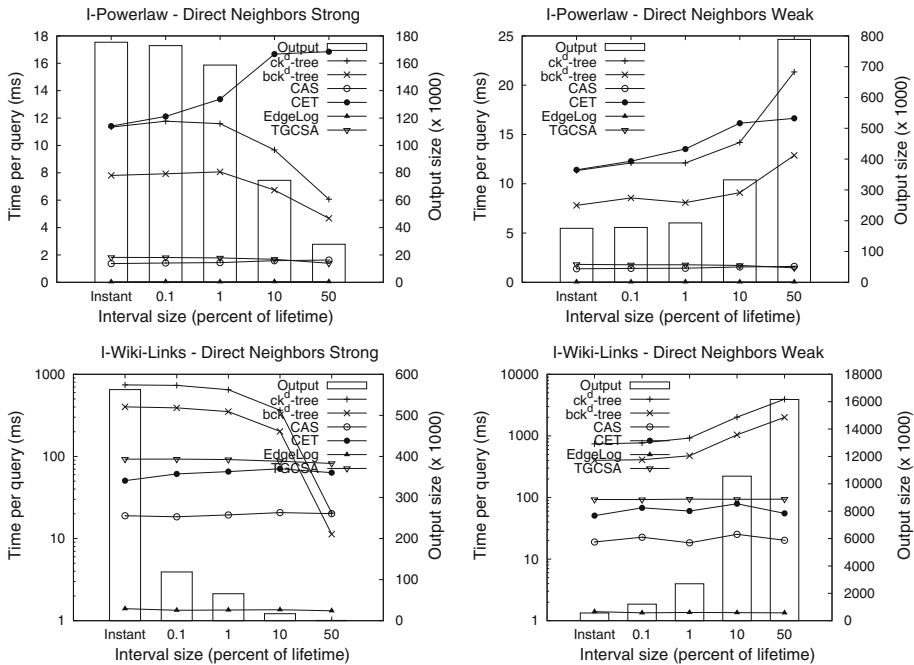 I-Powerlaw - Direct Neighbors Strong
Time per query (ms)
18
16
14
12
10
8
6
4
2
0
Output
ck^d-tree
bck^d-tree
CAS
CET
EdgeLog
TGCSA
180
160
140
120
100
80
60
40
20
0
Output size (x 1000)
Instant 0.1 1 10 50
Interval size (percent of lifetime)
I-Powerlaw - Direct Neighbors Weak
Time per query (ms)
25
20
15
10
5
0
Output
ck^d-tree
bck^d-tree
CAS
CET
EdgeLog
TGCSA
800
700
600
500
400
300
200
100
0
Output size (x 1000)
Instant 0.1 1 10 50
Interval size (percent of lifetime)
I-Wiki-Links - Direct Neighbors Strong
Time per query (ms)
1000
100
10
1
Output
ck^d-tree
bck^d-tree
CAS
CET
EdgeLog
TGCSA
600
500
400
300
200
100
0
Output size (x 1000)
Instant 0.1 1 10 50
Interval size (percent of lifetime)
I-Wiki-Links - Direct Neighbors Weak
Time per query (ms)
10000
1000
100
10
1
Output
ck^d-tree
bck^d-tree
CAS
CET
EdgeLog
TGCSA
18000
16000
14000
12000
10000
8000
6000
4000
2000
0
Output size (x 1000)
Instant 0.1 1 10 50
Interval size (percent of lifetime)